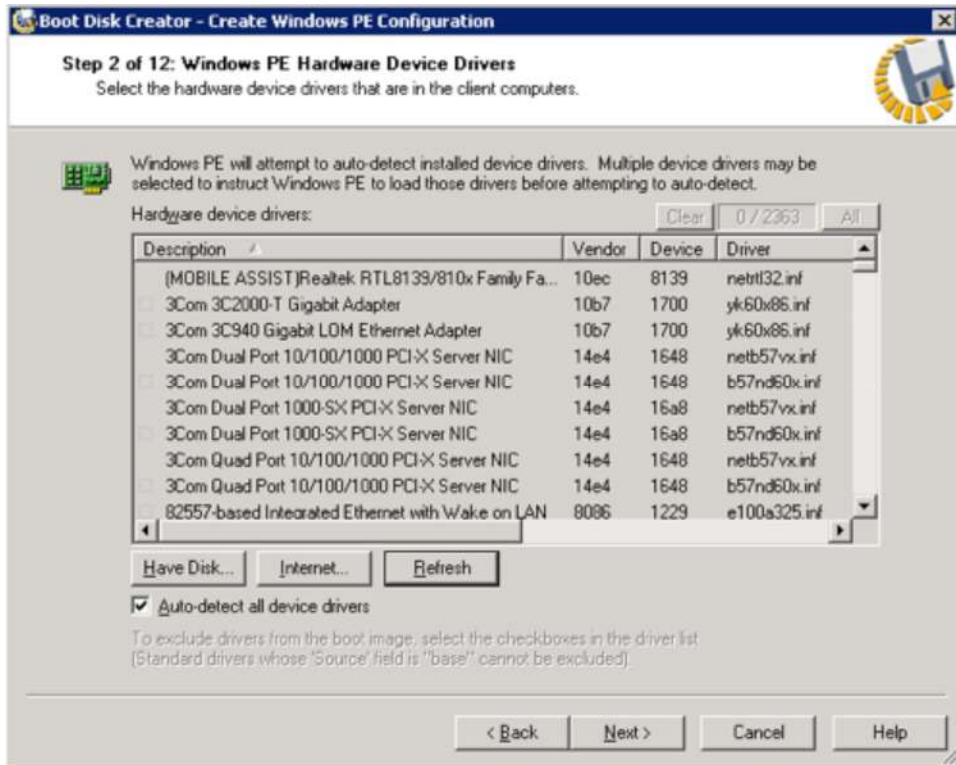 Boot Disk Creator - Create Windows PE Configuration
Step 2 of 12: Windows PE Hardware Device Drivers
Select the hardware device drivers that are in the client computers.
Windows PE will attempt to auto-detect installed device drivers. Multiple device drivers may be
selected to instruct Windows PE to load those drivers before attempting to auto-detect.
Hardware device drivers: Clear 0 / 2363 All
Description Vendor Device Driver
(MOBILE ASSIST)Realtek RTL8139/810x Family Fa... 10ec 8139 netrtl32.inf
3Com 3C2000-T Gigabit Adapter 10b7 1700 yk60x86.inf
3Com 3C940 Gigabit LOM Ethernet Adapter 10b7 1700 yk60x86.inf
3Com Dual Port 10/100/1000 PCI-X Server NIC 14e4 1648 netb57vx.inf
3Com Dual Port 10/100/1000 PCI-X Server NIC 14e4 1648 b57nd60x.inf
3Com Dual Port 1000-SX PCI-X Server NIC 14e4 16a8 netb57vx.inf
3Com Dual Port 1000-SX PCI-X Server NIC 14e4 16a8 b57nd60x.inf
3Com Quad Port 10/100/1000 PCI-X Server NIC 14e4 1648 netb57vx.inf
3Com Quad Port 10/100/1000 PCI-X Server NIC 14e4 1648 b57nd60x.inf
82557-based Integrated Ethernet with Wake on LAN 8086 1229 e100a325.inf
Have Disk... Internet... Refresh
Auto-detect all device drivers
To exclude drivers from the boot image, select the checkboxes in the driver list
(Standard drivers whose 'Source' field is "base" cannot be excluded).
< Back Next > Cancel Help